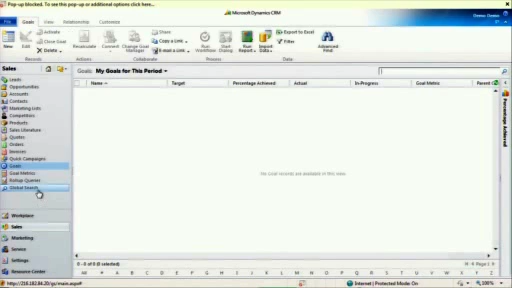 Pop-up blocked. To see this pop-up or additional options click here...
Microsoft Dynamics CRM
File Goals View Relationship Customize
New Edit Activate Close Goal Delete
Recalculate
Connect Change Goal Manager
Share Copy a Link E-mail a Link
Run Workflow Start Dialog
Run Report Import Data
Export to Excel Filter
Advanced Find
Records Actions Collaborate Process Data
Sales
Goals: My Goals for This Period
Leads
Opportunities
Accounts
Contacts
Marketing Lists
Competitors
Products
Sales Literature
Quotes
Orders
Invoices
Quick Campaigns
Goals
Goal Metrics
Rollup Queries
Global Search
Name Target Percentage Achieved Actual In-Progress Goal Metric Parent
Percentage Achieved
No Goal records are available in this view.
Workplace
Sales
Marketing
Service
Settings
Resource Center
0 - 0 of 0 (0 selected)
Page 1
All # A B C D E F G H I J K L M N O P Q R S T U V W X Y Z
Internet | Protected Mode: On
100%